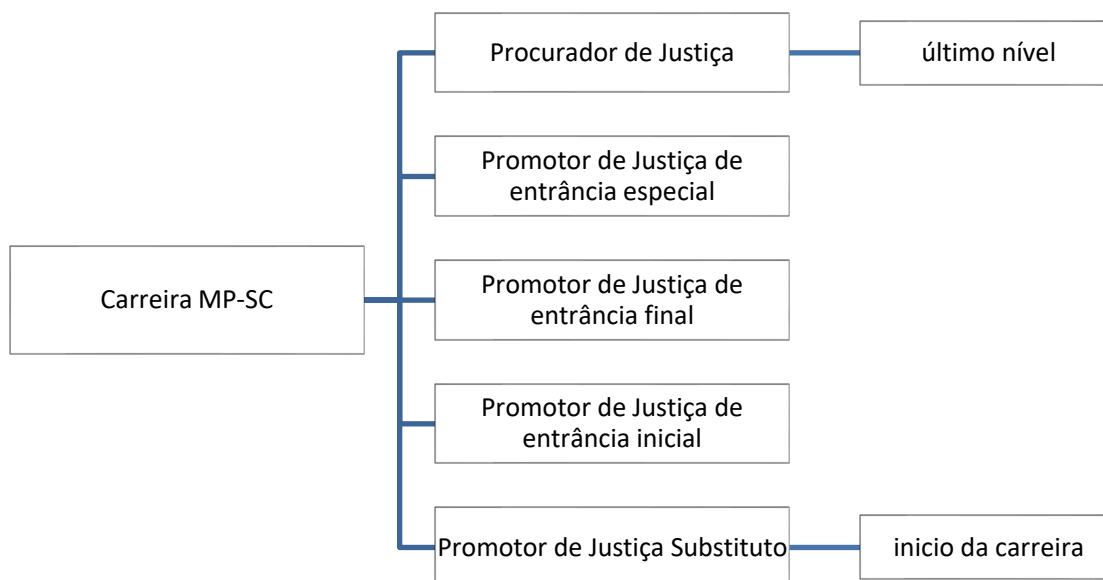 Procurador de Justiça
último nível
Promotor de Justiça de
entrância especial
Carreira MP-SC
Promotor de Justiça de
entrância final
Promotor de Justiça de
entrância inicial
Promotor de Justiça Substituto
inicio da carreira